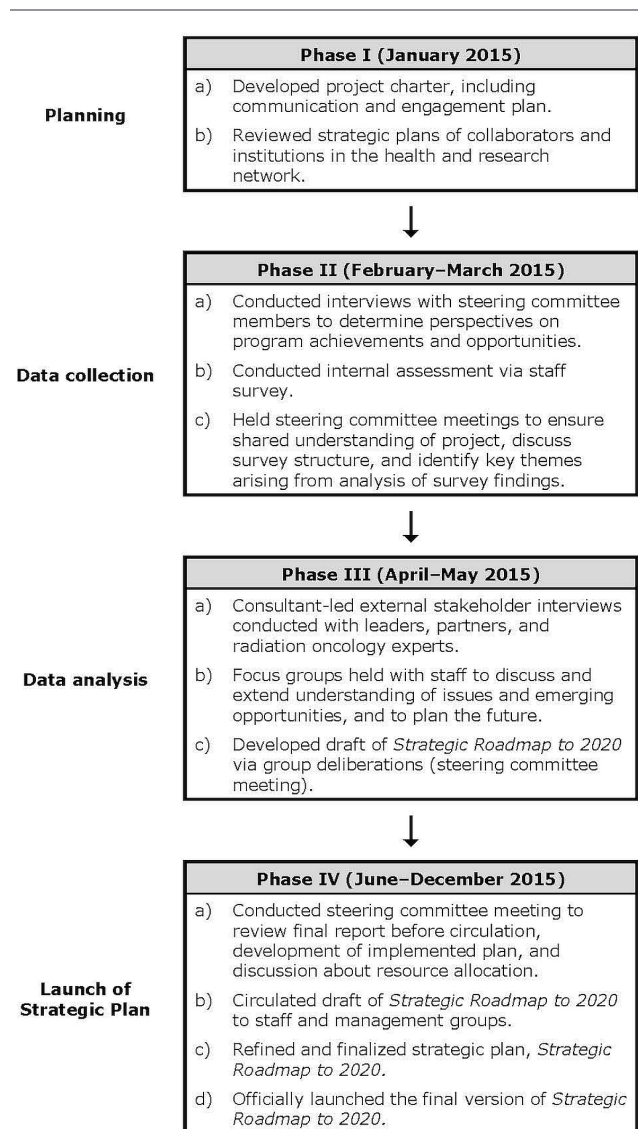 Phase I (January 2015)
Planning
a) Developed project charter, including
communication and engagement plan.
b) Reviewed strategic plans of collaborators and
institutions in the health and research
network.
Phase II (February–March 2015)
Data collection
a) Conducted interviews with steering committee
members to determine perspectives on
program achievements and opportunities.
b) Conducted internal assessment via staff
survey.
c) Held steering committee meetings to ensure
shared understanding of project, discuss
survey structure, and identify key themes
arising from analysis of survey findings.
Phase III (April–May 2015)
Data analysis
a) Consultant-led external stakeholder interviews
conducted with leaders, partners, and
radiation oncology experts.
b) Focus groups held with staff to discuss and
extend understanding of issues and emerging
opportunities, and to plan the future.
c) Developed draft of Strategic Roadmap to 2020
via group deliberations (steering committee
meeting).
Phase IV (June–December 2015)
Launch of
Strategic Plan
a) Conducted steering committee meeting to
review final report before circulation,
development of implemented plan, and
discussion about resource allocation.
b) Circulated draft of Strategic Roadmap to 2020
to staff and management groups.
c) Refined and finalized strategic plan, Strategic
Roadmap to 2020.
d) Officially launched the final version of Strategic
Roadmap to 2020.